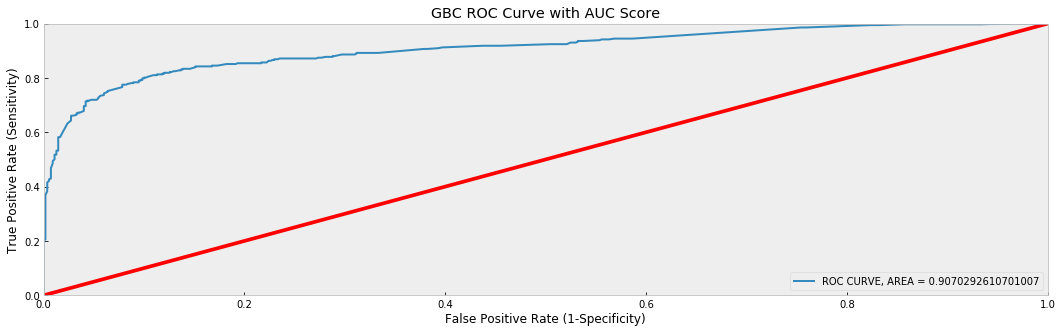 GBC ROC Curve with AUC Score
1.0
0.8
0.6
0.4
0.2
0.0
True Positive Rate (Sensitivity)
ROC CURVE, AREA = 0.9070292610701007
0.0 0.2 0.4 0.6 0.8 1.0
False Positive Rate (1-Specificity)